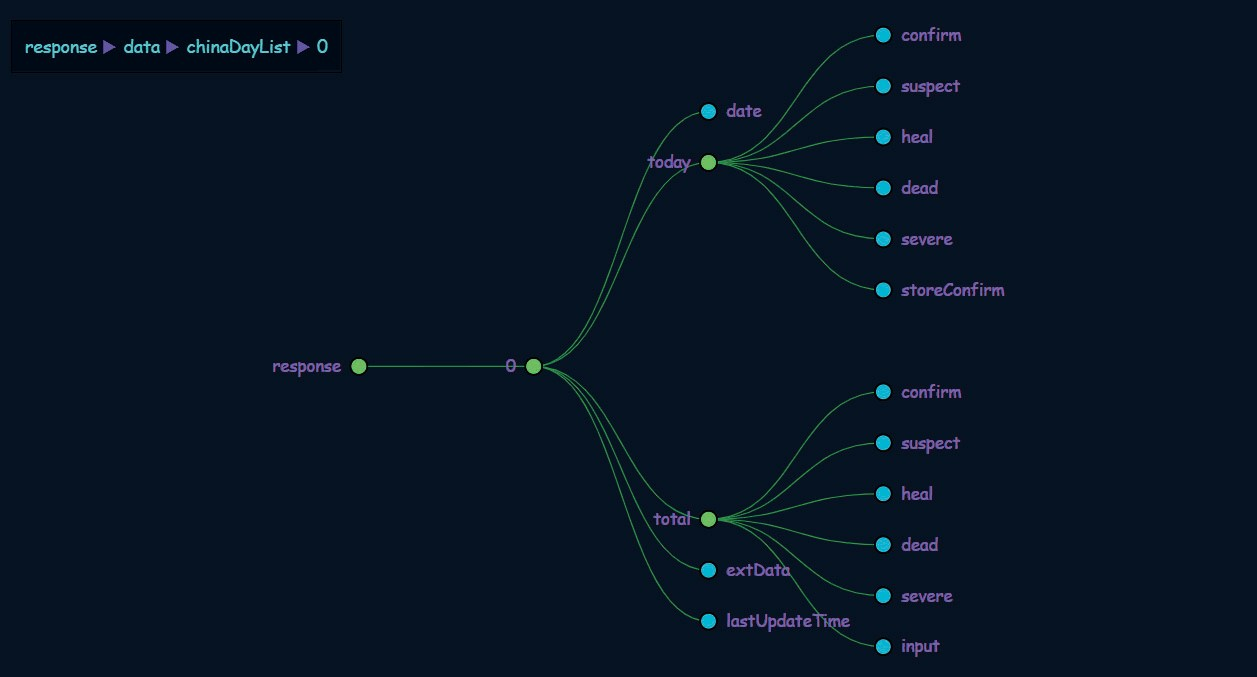 response ▶ data ▶ chinaDayList ▶ 0
confirm
suspect
date
heal
today
dead
severe
storeConfirm
response
0
confirm
suspect
heal
total
dead
extData
severe
lastUpdateTime
input